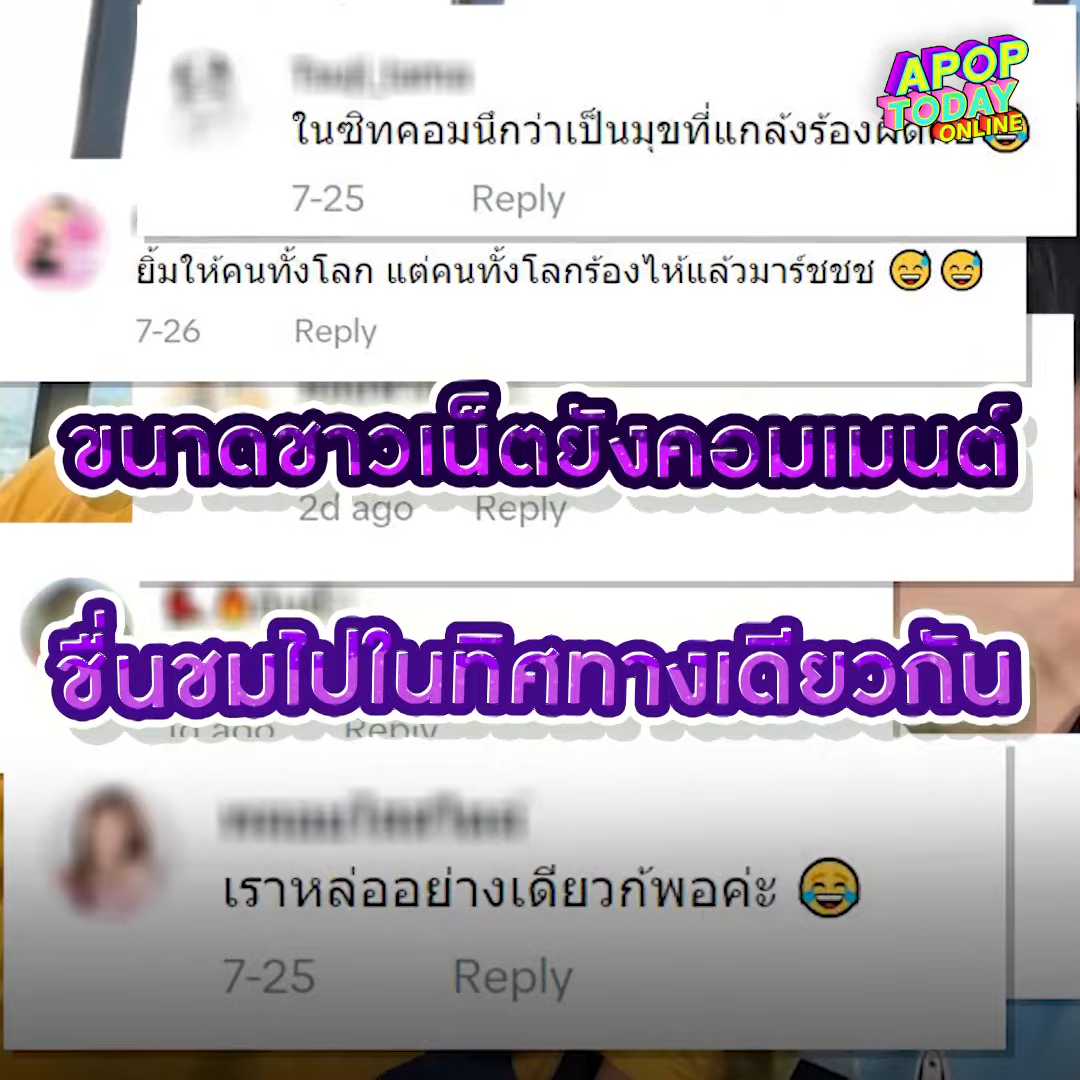 APOP
TODAY
ONLINE
ในซิทคอมนึกว่าเป็นมุขที่แกล้งร้องผิด
7-25 Reply
ยิ้มให้คนทั้งโลก แต่คนทั้งโลกร้องไห้แล้วมาร์ชชช 😅😅
7-26 Reply
ขนาดชาวเน็ตยังคอมเมนต์
2d ago Reply
ชื่นชมไปในทิศทางเดียวกัน
1d ago Reply
เราหล่ออย่างเดียวก้พอค่ะ 😂
7-25 Reply